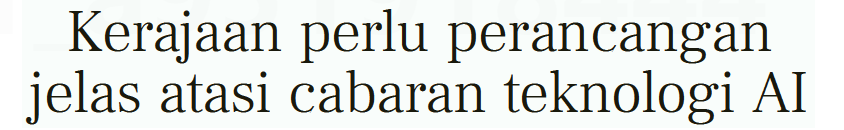 Kerajaan perlu perancangan
jelas atasi cabaran teknologi AI